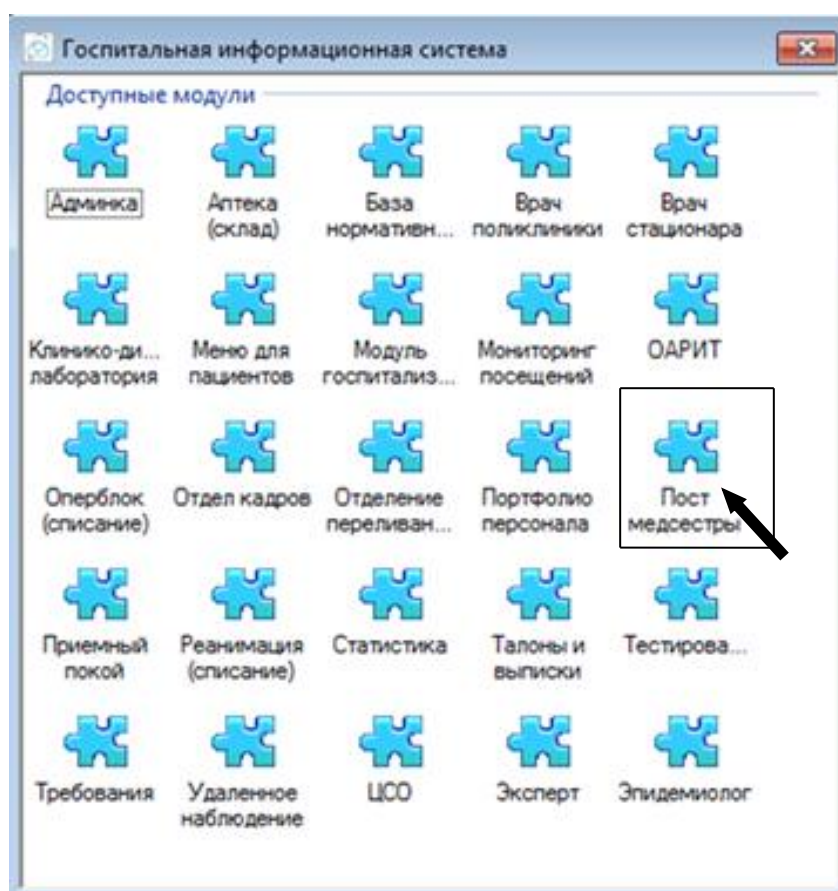 Госпитальная информационная система
Доступные модули
Админка
Аптека
(склад)
База
нормативн...
Врач
поликлиники
Врач
стационара
Клинико-ди...
лаборатория
Меню для
пациентов
Модуль
госпитализ...
Мониторинг
посещений
ОАРИТ
Оперблок
(списание)
Отдел кадров
Отделение
переливан...
Портфолио
персонала
Пост
медсестры
Приемный
покой
Реанимация
(списание)
Статистика
Талоны и
выписки
Тестирова...
Требования
Удаленное
наблюдение
ЦСО
Эксперт
Эпидемиолог